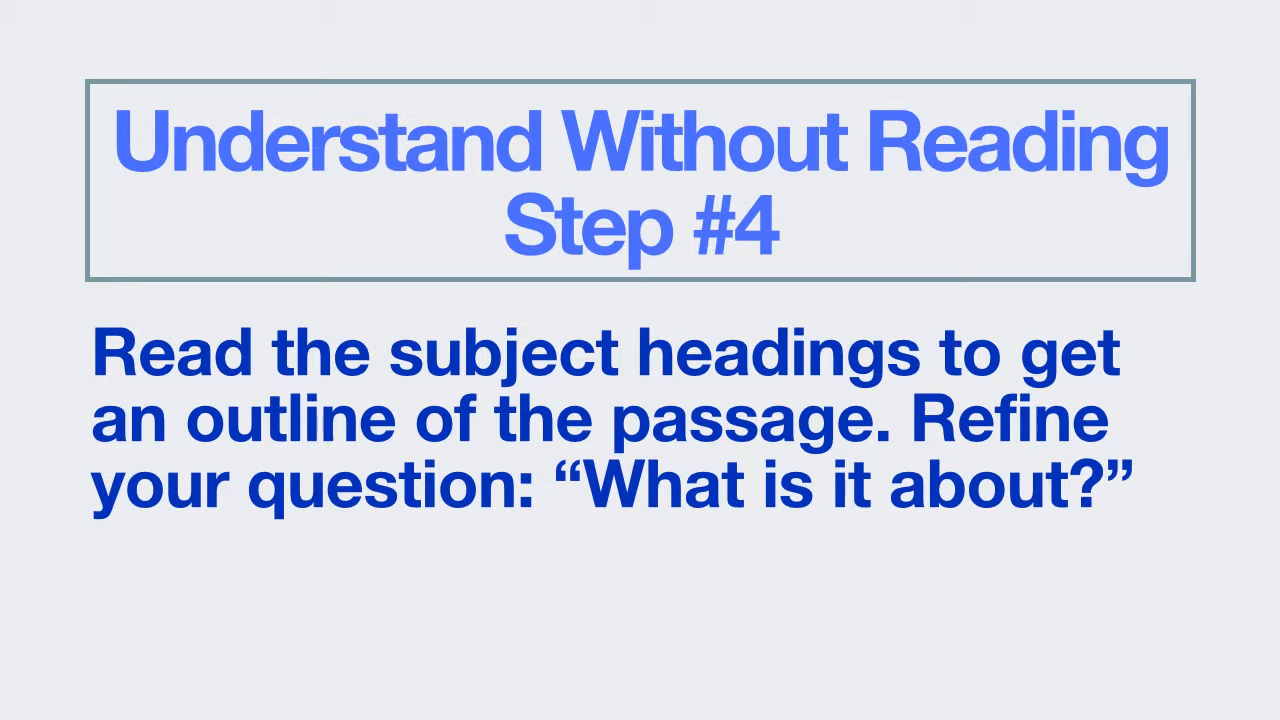 Understand Without Reading
Step #4
Read the subject headings to get
an outline of the passage. Refine
your question: “What is it about?”